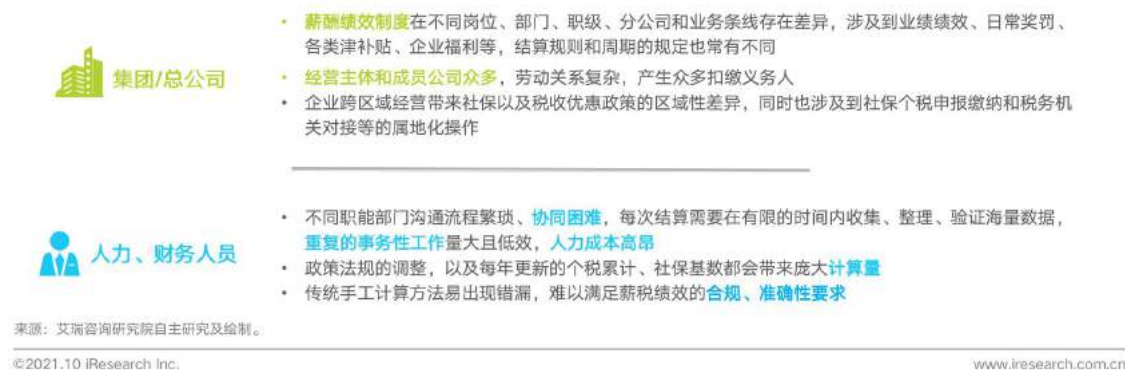 • 薪酬绩效制度在不同岗位、部门、职级、分公司和业务条线存在差异，涉及到业绩绩效、日常奖罚、
各类津补贴、企业福利等，结算规则和周期的规定也常有不同
集团/总公司
• 经营主体和成员公司众多，劳动关系复杂，产生众多扣缴义务人
• 企业跨区域经营带来社保以及税收优惠政策的区域性差异，同时也涉及到社保个税申报缴纳和税务机
关对接等的属地化操作
• 不同职能部门沟通流程繁琐、协同困难，每次结算需要在有限的时间内收集、整理、验证海量数据，
重复的事务性工作量大且低效，人力成本高昂
人力、财务人员
• 政策法规的调整，以及每年更新的个税累计、社保基数都会带来庞大计算量
• 传统手工计算方法易出现错漏，难以满足薪税绩效的合规、准确性要求
来源：艾瑞咨询研究院自主研究及绘制。
©2021.10 iResearch Inc.
www.iresearch.com.cn